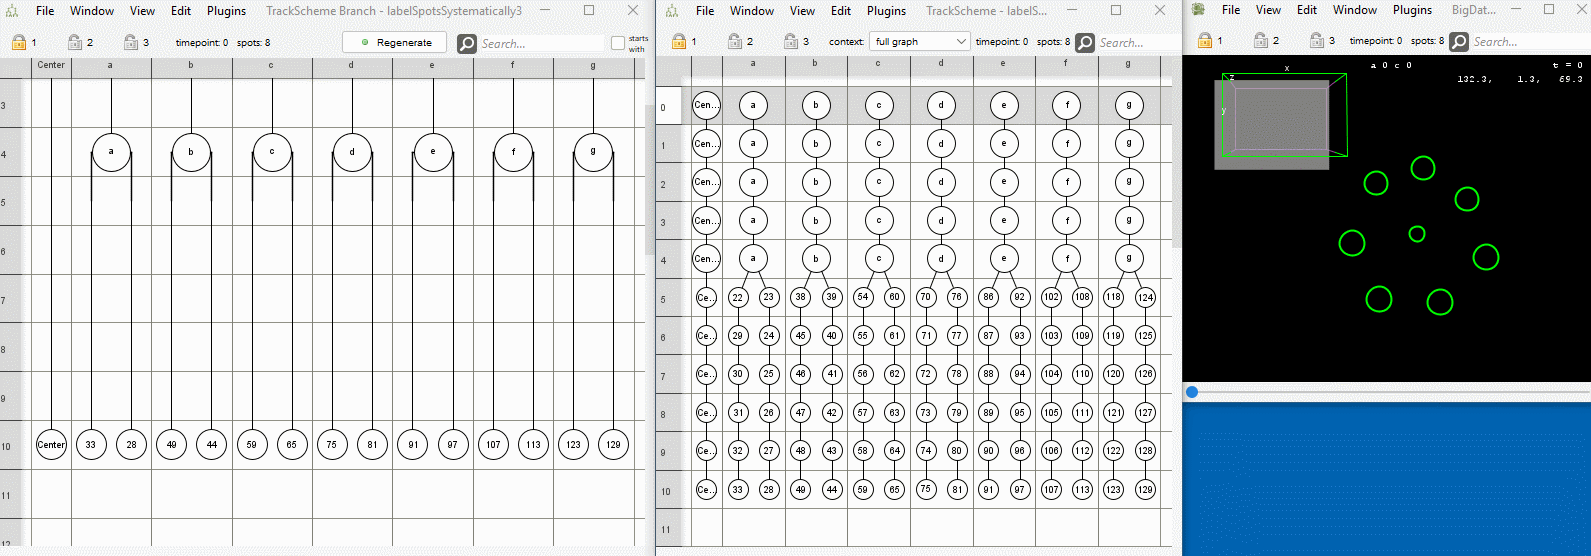 File Window View Edit Plugins TrackScheme Branch - labelSpotsSystematically3
1 2 3 timepoint: 0 spots: 8 Regenerate Search... starts with
Center a b c d e f g
3
4 a b c d e f g
5
6
7
8
9
10 Center 33 28 49 44 59 65 75 81 91 97 107 113 123 129
11
12
File Window View Edit Plugins TrackScheme - labelS...
1 2 3 context: full graph timepoint: 0 spots: 8 Search...
a b c d e f g
0 Cen... a b c d e f g
1 Cen... a b c d e f g
2 Cen... a b c d e f g
3 Cen... a b c d e f g
4 Cen... a b c d e f g
5 Ce... 22 23 38 39 54 60 70 76 86 92 102 108 118 124
6 Ce... 29 24 45 40 55 61 71 77 87 93 103 109 119 125
7 Ce... 30 25 46 41 56 62 72 78 88 94 104 110 120 126
8 Ce... 31 26 47 42 57 63 73 79 89 95 105 111 121 127
9 Ce... 32 27 48 43 58 64 74 80 90 96 106 112 122 128
10 Ce... 33 28 49 44 59 65 75 81 91 97 107 113 123 129
11
File View Edit Window Plugins BigDat...
1 2 3 timepoint: 0 spots: 8 Search...
a 0 c 0 t = 0
132.3, 1.3, 69.3
x
z
y